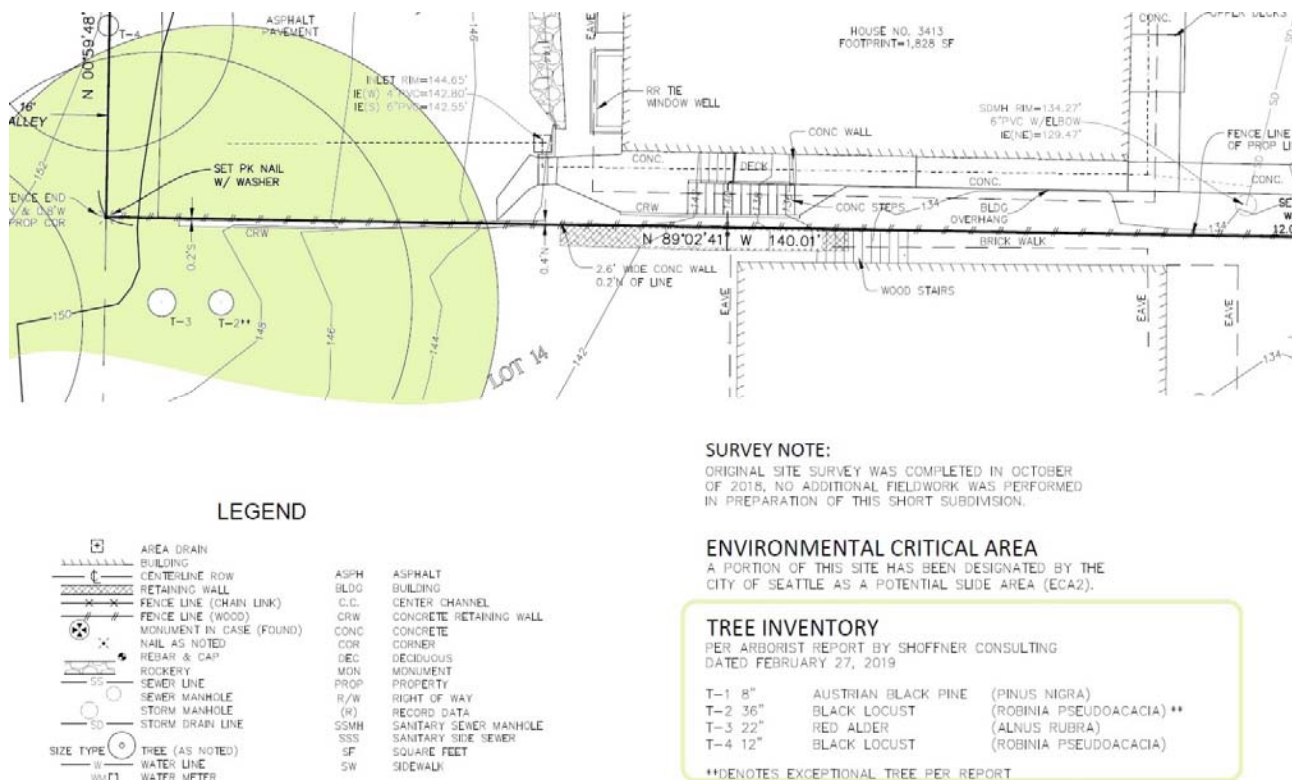 ASPHALT
PAVEMENT
T-4
N 00°59'48"
146
CONC.
UPPER DECKS
EAVE
HOUSE NO. 3413
FOOTPRINT=1,828 SF
INLET RIM=144.65'
IE(W) 4"PVC=142.80'
IE(S) 6"PVC=142.55'
RR TIE
WINDOW WELL
SDMH RIM=134.27'
6"PVC W/ELBOW
IE(NE)=129.47'
SD
16'
ALLEY
CONC WALL
FENCE LINE
OF PROP LI
152
SET PK NAIL
W/ WASHER
CONC.
DECK
CONC.
CONC.
FENCE END
& 0.8'W
PROP COR
CRW
CRW
CONC STEPS
134
BLDG
OVERHANG
134
SE
W
12.0
0.2'S
0.4'N
N 89°02'41" W 140.01'
BRICK WALK
2.6' WIDE CONC WALL
0.2'N OF LINE
WOOD STAIRS
T-3
T-2**
150
148
146
144
142
EAVE
EAVE
EAVE
134
LOT 14
SURVEY NOTE:
ORIGINAL SITE SURVEY WAS COMPLETED IN OCTOBER
OF 2018, NO ADDITIONAL FIELDWORK WAS PERFORMED
IN PREPARATION OF THIS SHORT SUBDIVISION.
ENVIRONMENTAL CRITICAL AREA
A PORTION OF THIS SITE HAS BEEN DESIGNATED BY THE
CITY OF SEATTLE AS A POTENTIAL SLIDE AREA (ECA2).
TREE INVENTORY
PER ARBORIST REPORT BY SHOFFNER CONSULTING
DATED FEBRUARY 27, 2019
T-1 8" AUSTRIAN BLACK PINE (PINUS NIGRA)
T-2 36" BLACK LOCUST (ROBINIA PSEUDOACACIA) **
T-3 22" RED ALDER (ALNUS RUBRA)
T-4 12" BLACK LOCUST (ROBINIA PSEUDOACACIA)
**DENOTES EXCEPTIONAL TREE PER REPORT
LEGEND
AREA DRAIN
BUILDING
CENTERLINE ROW
RETAINING WALL
FENCE LINE (CHAIN LINK)
FENCE LINE (WOOD)
MONUMENT IN CASE (FOUND)
NAIL AS NOTED
REBAR & CAP
ROCKERY
SS SEWER LINE
SEWER MANHOLE
STORM MANHOLE
SD STORM DRAIN LINE
SIZE TYPE TREE (AS NOTED)
W WATER LINE
WM WATER METER
ASPH ASPHALT
BLDG BUILDING
C.C. CENTER CHANNEL
CRW CONCRETE RETAINING WALL
CONC CONCRETE
COR CORNER
DEC DECIDUOUS
MON MONUMENT
PROP PROPERTY
R/W RIGHT OF WAY
(R) RECORD DATA
SSMH SANITARY SEWER MANHOLE
SSS SANITARY SIDE SEWER
SF SQUARE FEET
SW SIDEWALK